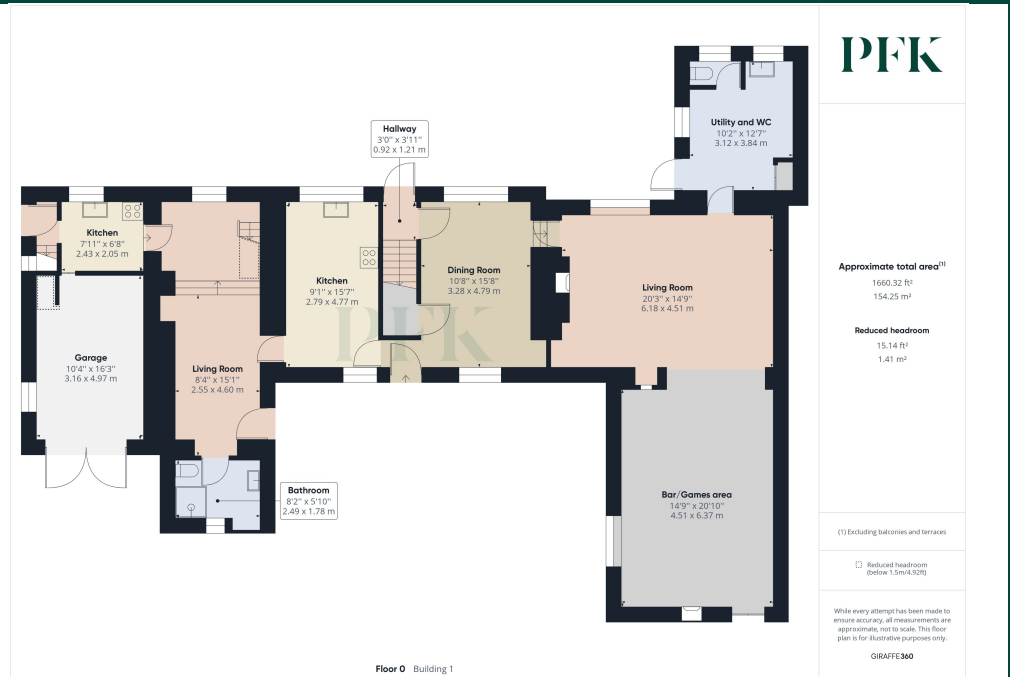 PFK
Hallway
3'0" x 3'11"
0.92 x 1.21 m
Utility and WC
10'2" x 12'7"
3.12 x 3.84 m
Kitchen
7'11" x 6'8"
2.43 x 2.05 m
Kitchen
9'1" x 15'7"
2.79 x 4.77 m
Dining Room
10'8" x 15'8"
3.28 x 4.79 m
Living Room
20'3" x 14'9"
6.18 x 4.51 m
PFK
Garage
10'4" x 16'3"
3.16 x 4.97 m
Living Room
8'4" x 15'1"
2.55 x 4.60 m
Bathroom
8'2" x 5'10"
2.49 x 1.78 m
Bar/Games area
14'9" x 20'10"
4.51 x 6.37 m
Floor 0 Building 1
Approximate total area(1)
1660.32 ft²
154.25 m²
Reduced headroom
15.14 ft²
1.41 m²
(1) Excluding balconies and terraces
Reduced headroom
(below 1.5m/4.92ft)
While every attempt has been made to
ensure accuracy, all measurements are
approximate, not to scale. This floor
plan is for illustrative purposes only.
GIRAFFE360